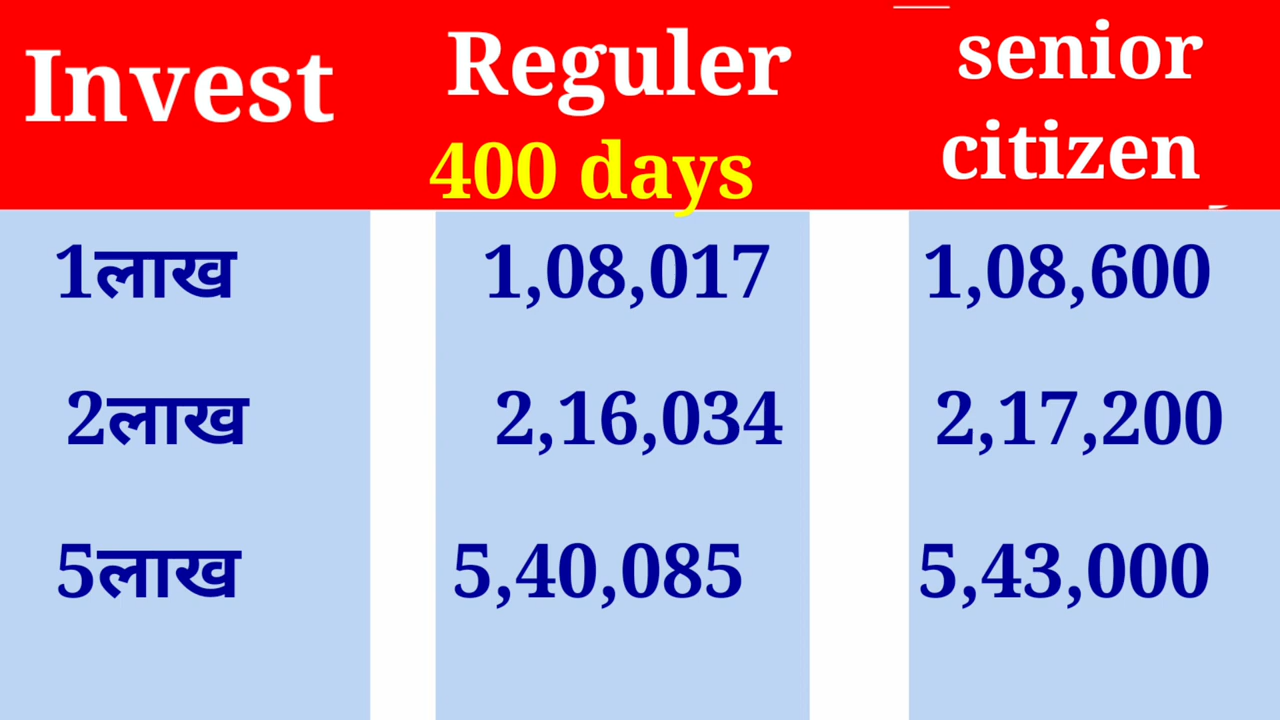 Invest Reguler senior
400 days citizen
1लाख 1,08,017 1,08,600
2लाख 2,16,034 2,17,200
5लाख 5,40,085 5,43,000